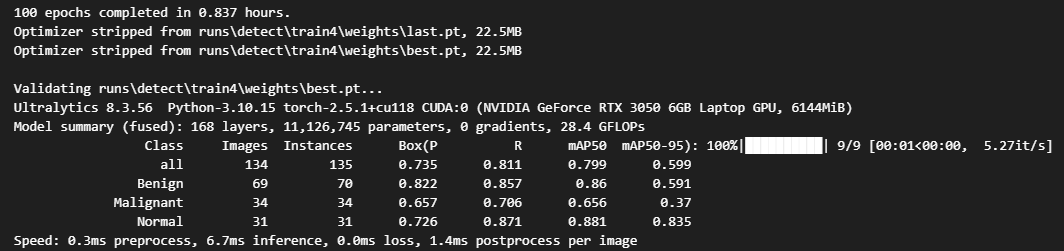 100 epochs completed in 0.837 hours.
Optimizer stripped from runs\detect\train4\weights\last.pt, 22.5MB
Optimizer stripped from runs\detect\train4\weights\best.pt, 22.5MB
Validating runs\detect\train4\weights\best.pt...
Ultralytics 8.3.56 Python-3.10.15 torch-2.5.1+cu118 CUDA:0 (NVIDIA GeForce RTX 3050 6GB Laptop GPU, 6144MiB)
Model summary (fused): 168 layers, 11,126,745 parameters, 0 gradients, 28.4 GFLOPs
Class Images Instances Box(P R mAP50 mAP50-95): 100%|██████████| 9/9 [00:01<00:00, 5.27it/s]
all 134 135 0.735 0.811 0.799 0.599
Benign 69 70 0.822 0.857 0.86 0.591
Malignant 34 34 0.657 0.706 0.656 0.37
Normal 31 31 0.726 0.871 0.881 0.835
Speed: 0.3ms preprocess, 6.7ms inference, 0.0ms loss, 1.4ms postprocess per image